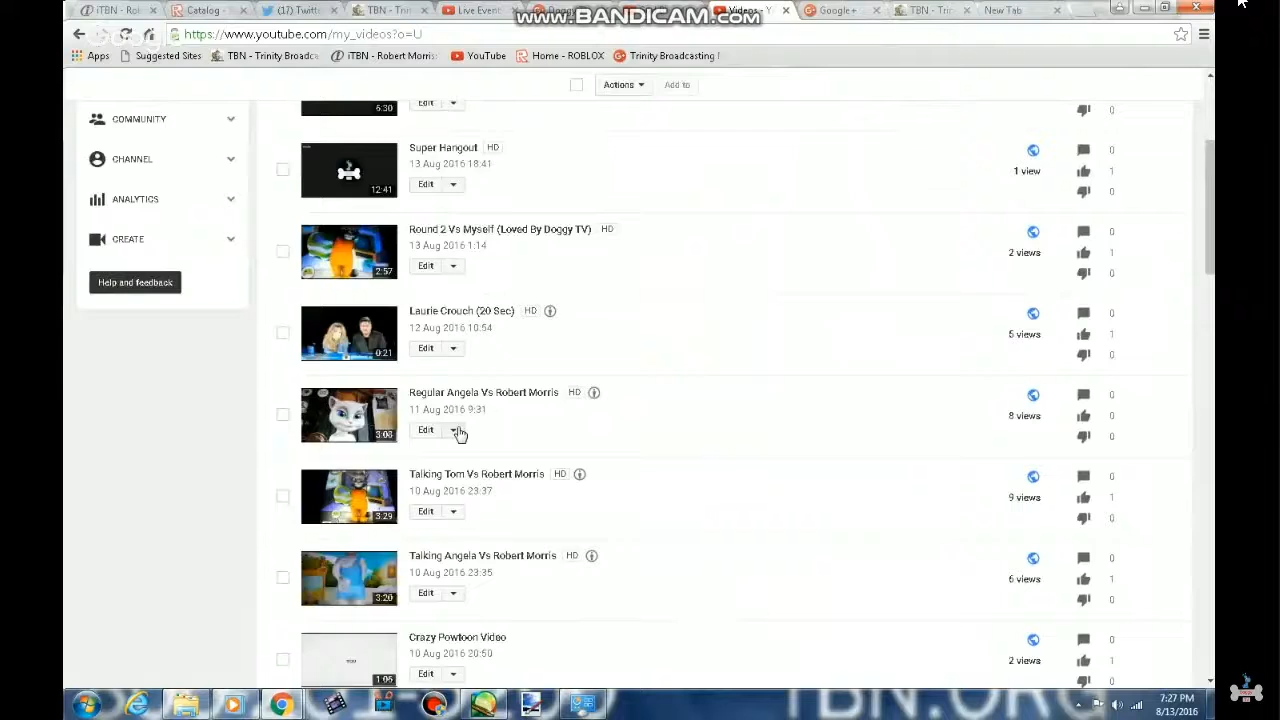 www.BANDICAM.com
iTBN - Rol
Catalog -
(17) Twitt
TBN - Tri
Live Event
Videos - Y
Google+
TBN - Tri
New Tab
https://www.youtube.com/my_videos?o=U
Apps
Suggested Sites
TBN - Trinity Broadca
iTBN - Robert Morris
YouTube
Home - ROBLOX
Trinity Broadcasting
Actions
Add to
6:30
Edit
0
COMMUNITY
CHANNEL
ANALYTICS
CREATE
Help and feedback
Super Hangout HD
13 Aug 2016 18:41
12:41
Edit
1 view
0
1
0
Round 2 Vs Myself (Loved By Doggy TV) HD
13 Aug 2016 1:14
2:57
Edit
2 views
0
1
0
Laurie Crouch (20 Sec) HD
12 Aug 2016 10:54
0:21
Edit
5 views
0
1
0
Regular Angela Vs Robert Morris HD
11 Aug 2016 9:31
3:03
Edit
8 views
0
0
0
Talking Tom Vs Robert Morris HD
10 Aug 2016 23:37
3:29
Edit
9 views
0
1
0
Talking Angela Vs Robert Morris HD
10 Aug 2016 23:35
3:20
Edit
6 views
0
1
0
Crazy Powtoon Video
10 Aug 2016 20:50
1:05
Edit
2 views
0
1
0
7:27 PM
8/13/2016